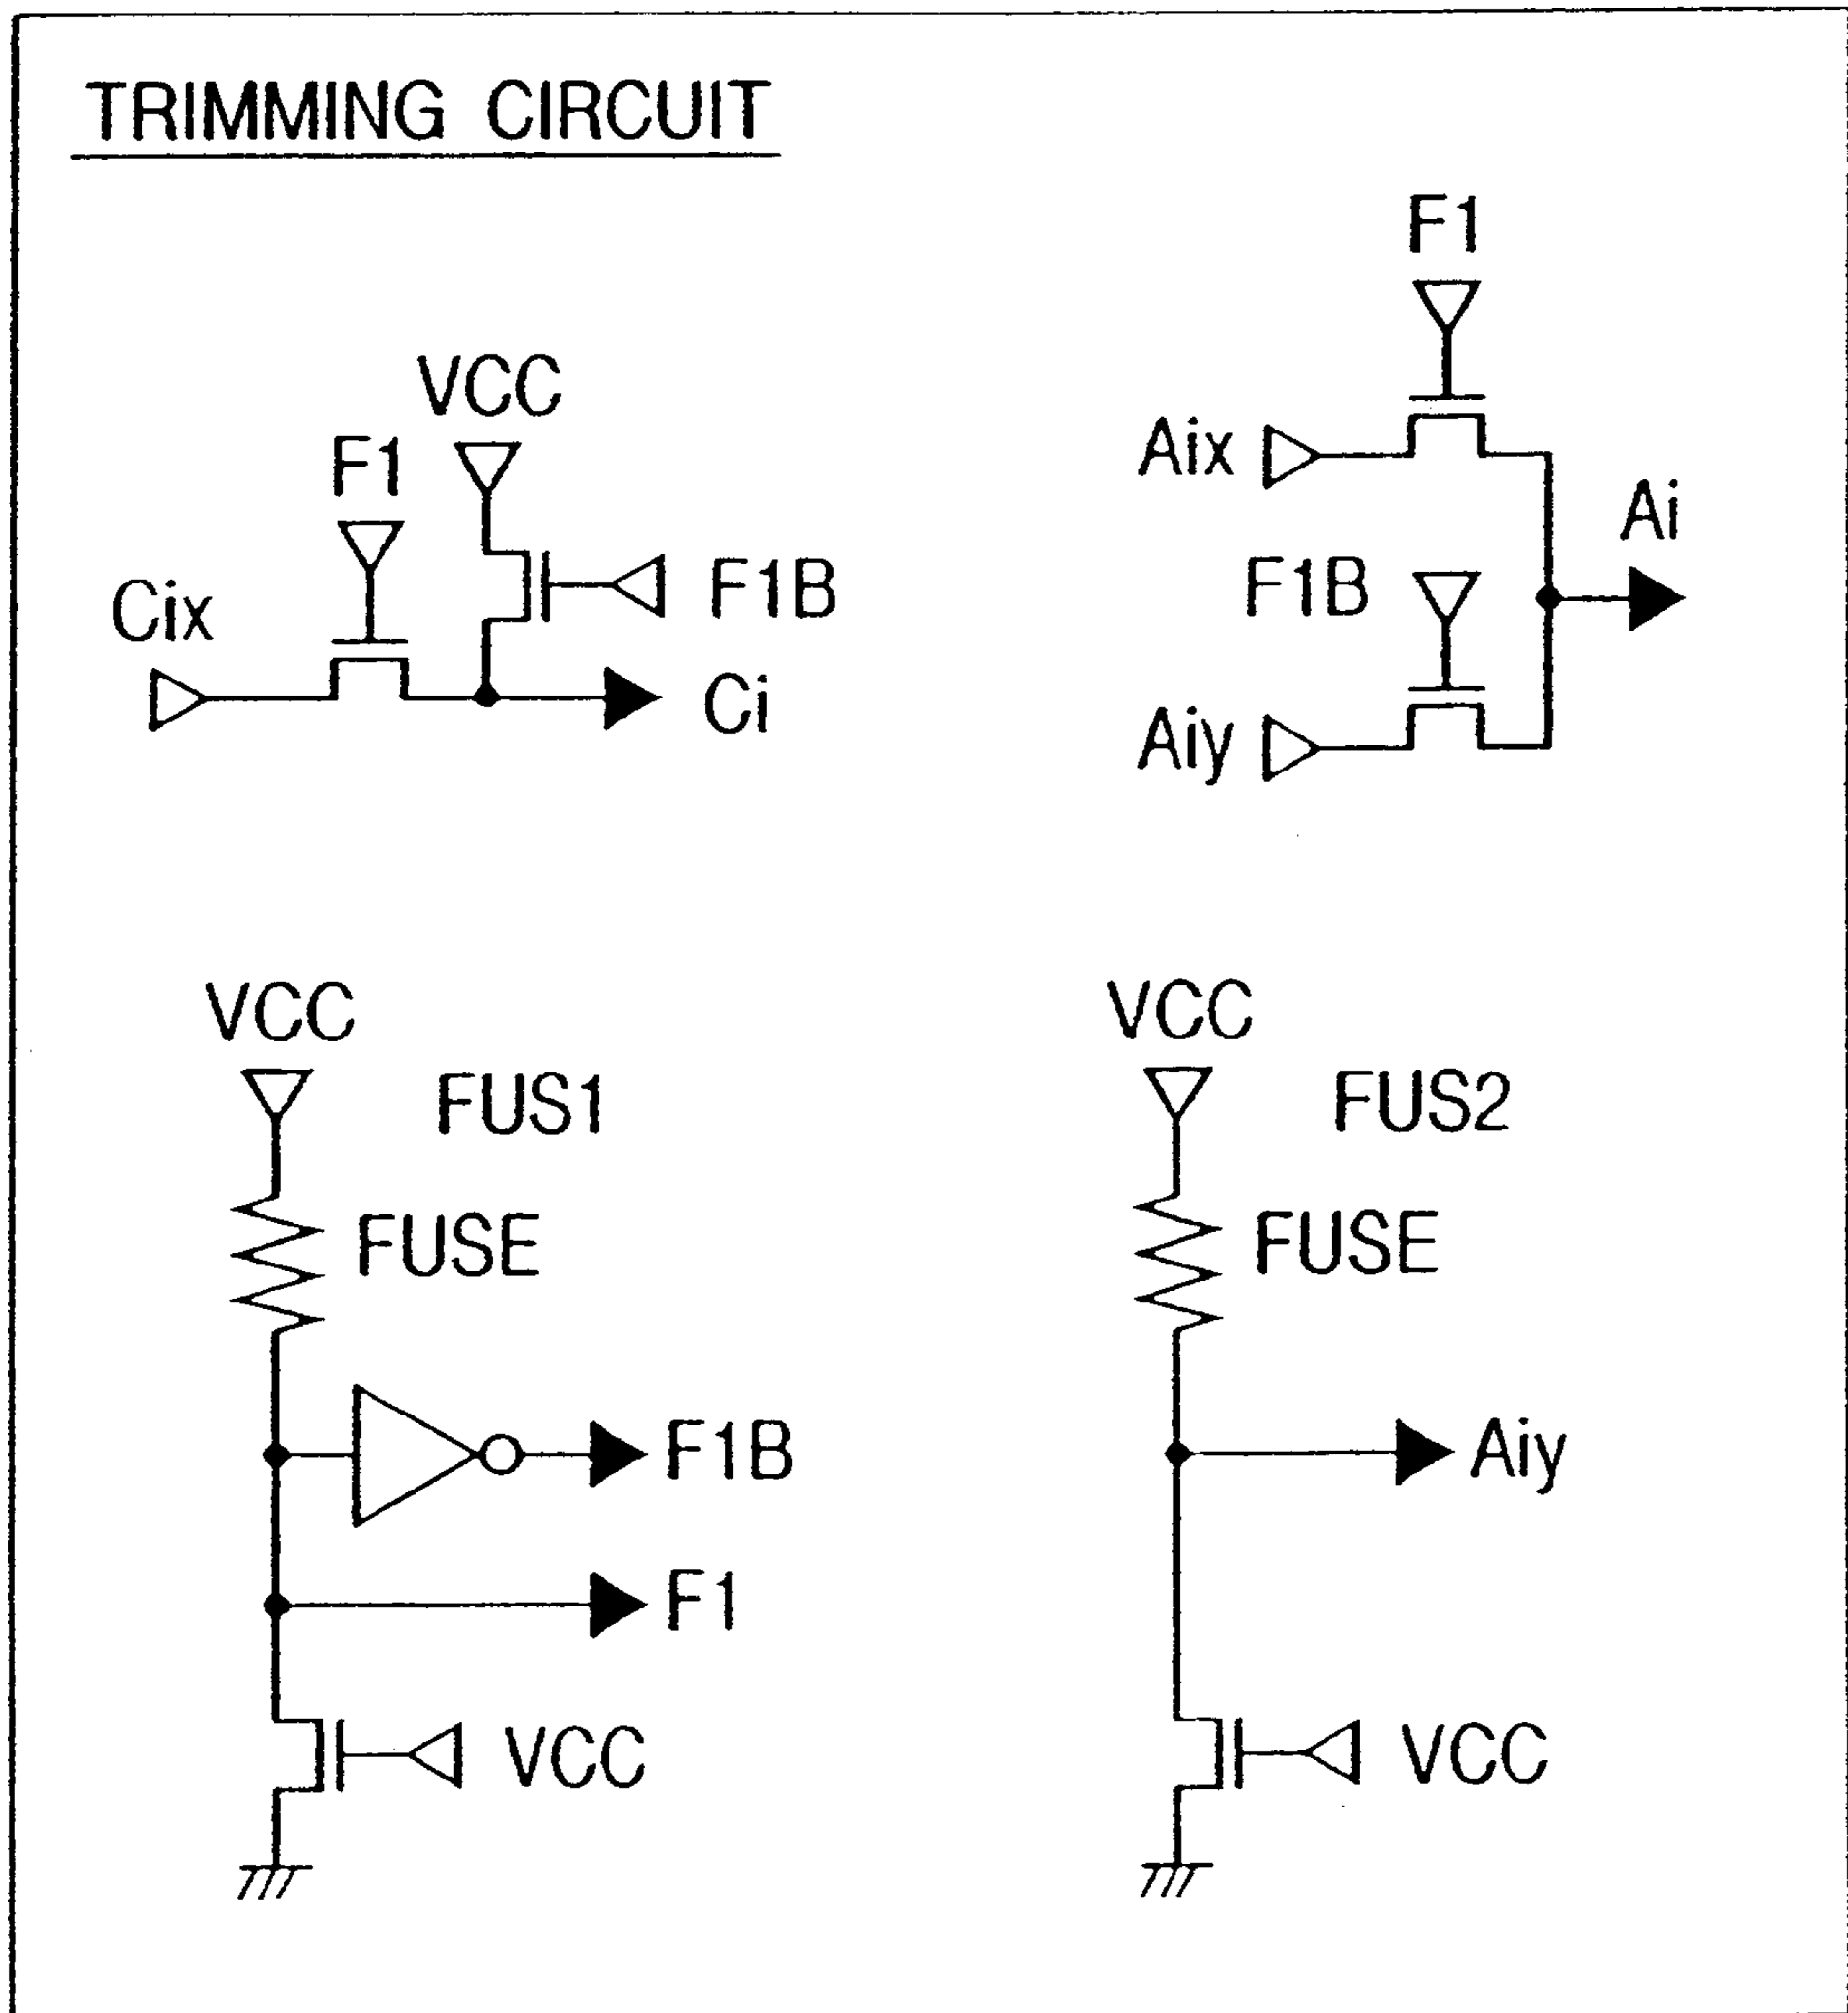 TRIMMING CIRCUIT
F1
VCC
F1
Aix
Ai
Cix
F1B
F1B
Ci
Aiy
VCC
VCC
FUS1
FUS2
FUSE
FUSE
F1B
Aiy
F1
VCC
VCC